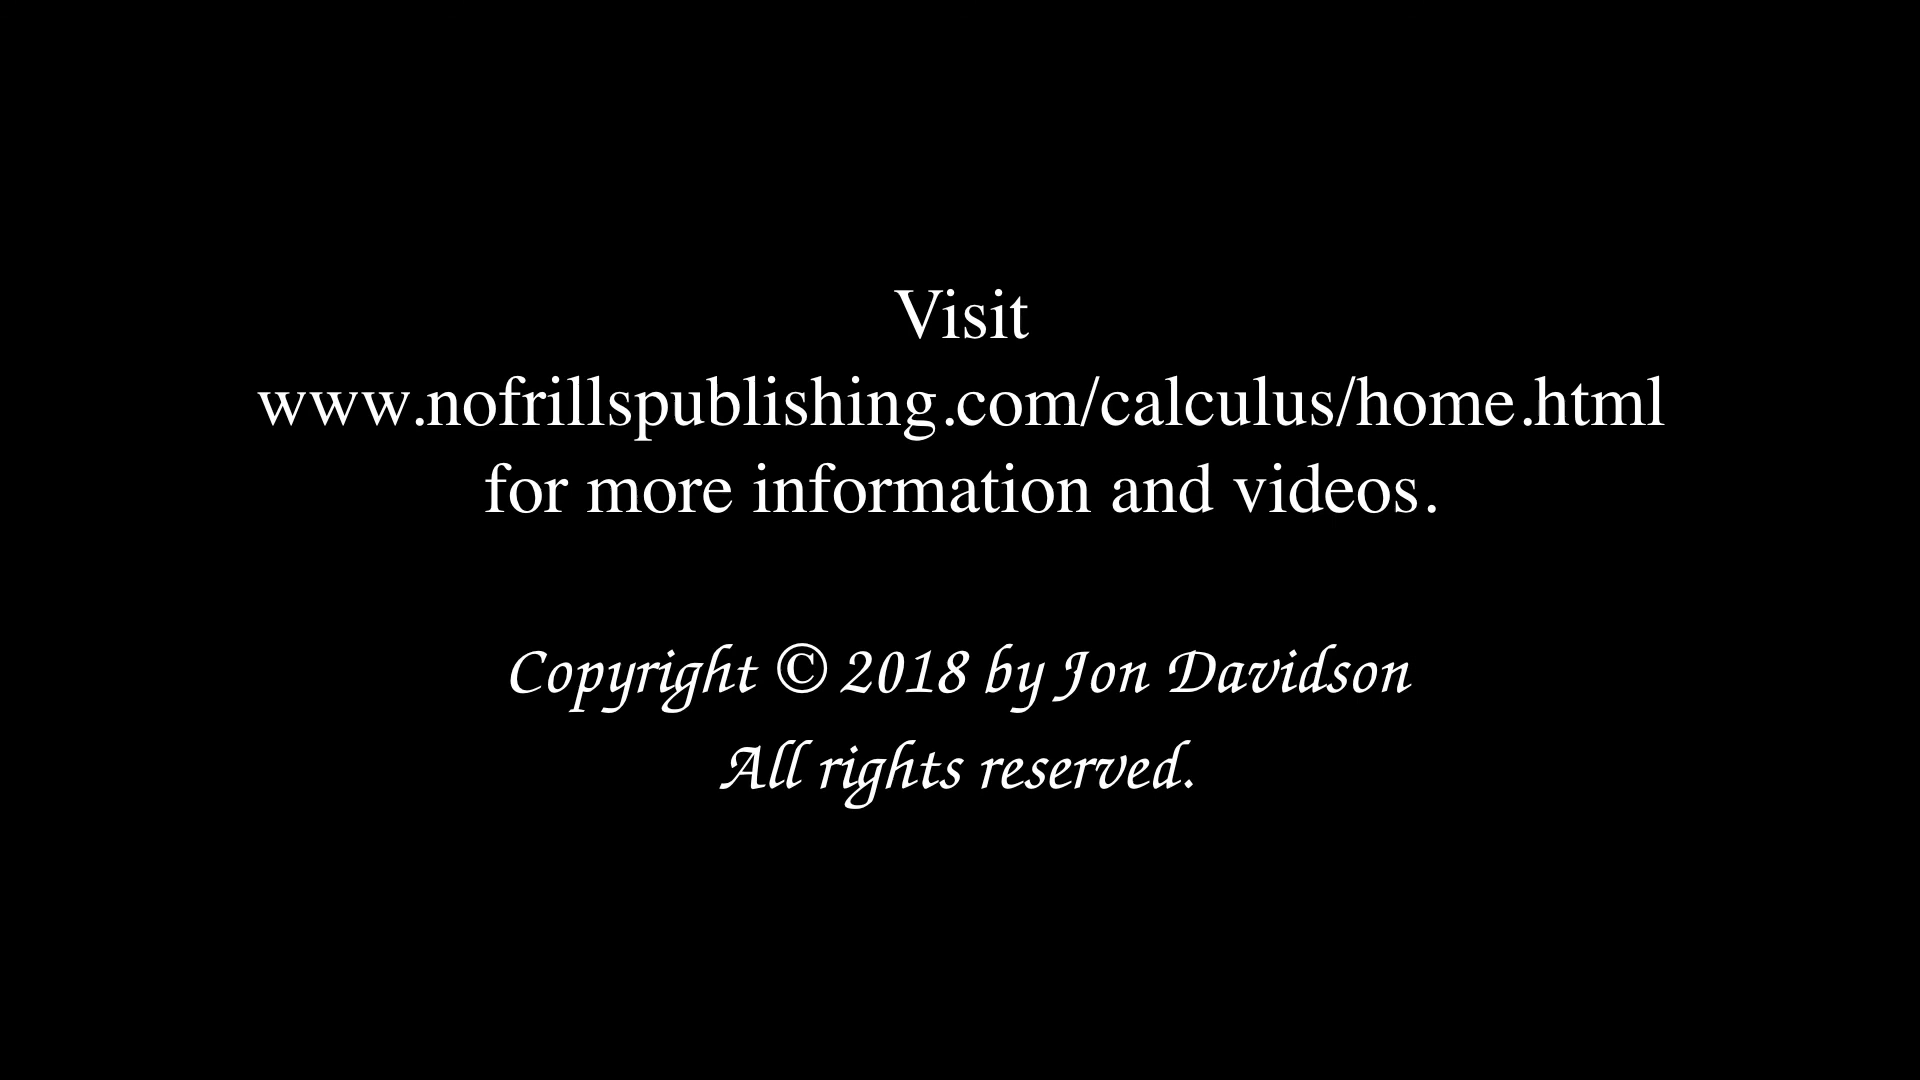 Visit
www.nofrillspublishing.com/calculus/home.html
for more information and videos.
Copyright © 2018 by Jon Davidson
All rights reserved.